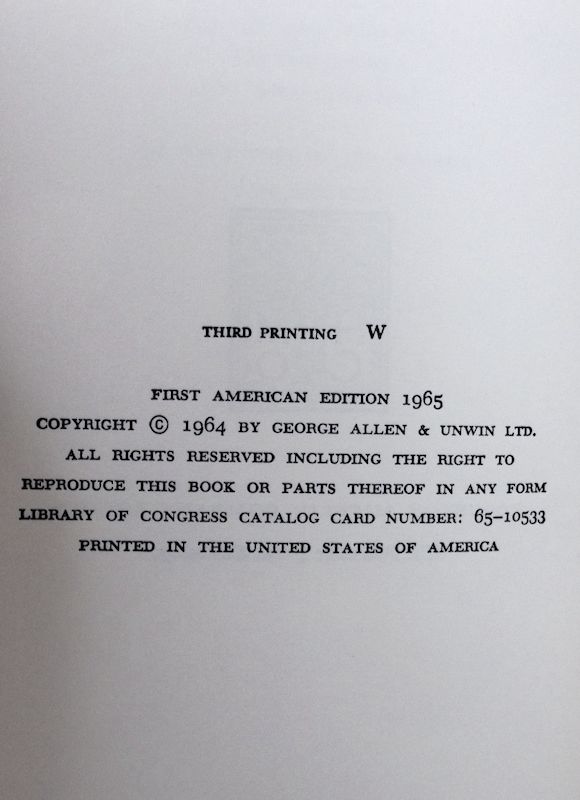 THIRD PRINTING W
FIRST AMERICAN EDITION 1965
COPYRIGHT © 1964 BY GEORGE ALLEN & UNWIN LTD.
ALL RIGHTS RESERVED INCLUDING THE RIGHT TO
REPRODUCE THIS BOOK OR PARTS THEREOF IN ANY FORM
LIBRARY OF CONGRESS CATALOG CARD NUMBER: 65–10533
PRINTED IN THE UNITED STATES OF AMERICA